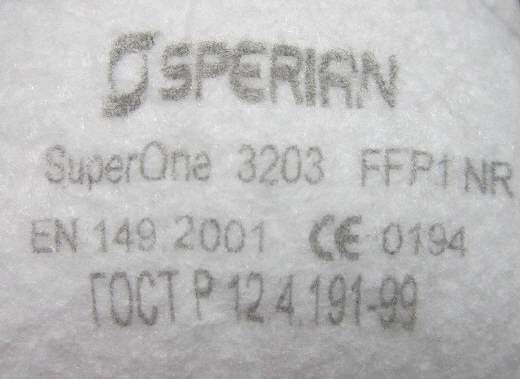 SPERIAN
SuperOne 3203 FFP1 NR
EN 149:2001 CE 0194
ГОСТ Р 12.4.191-99